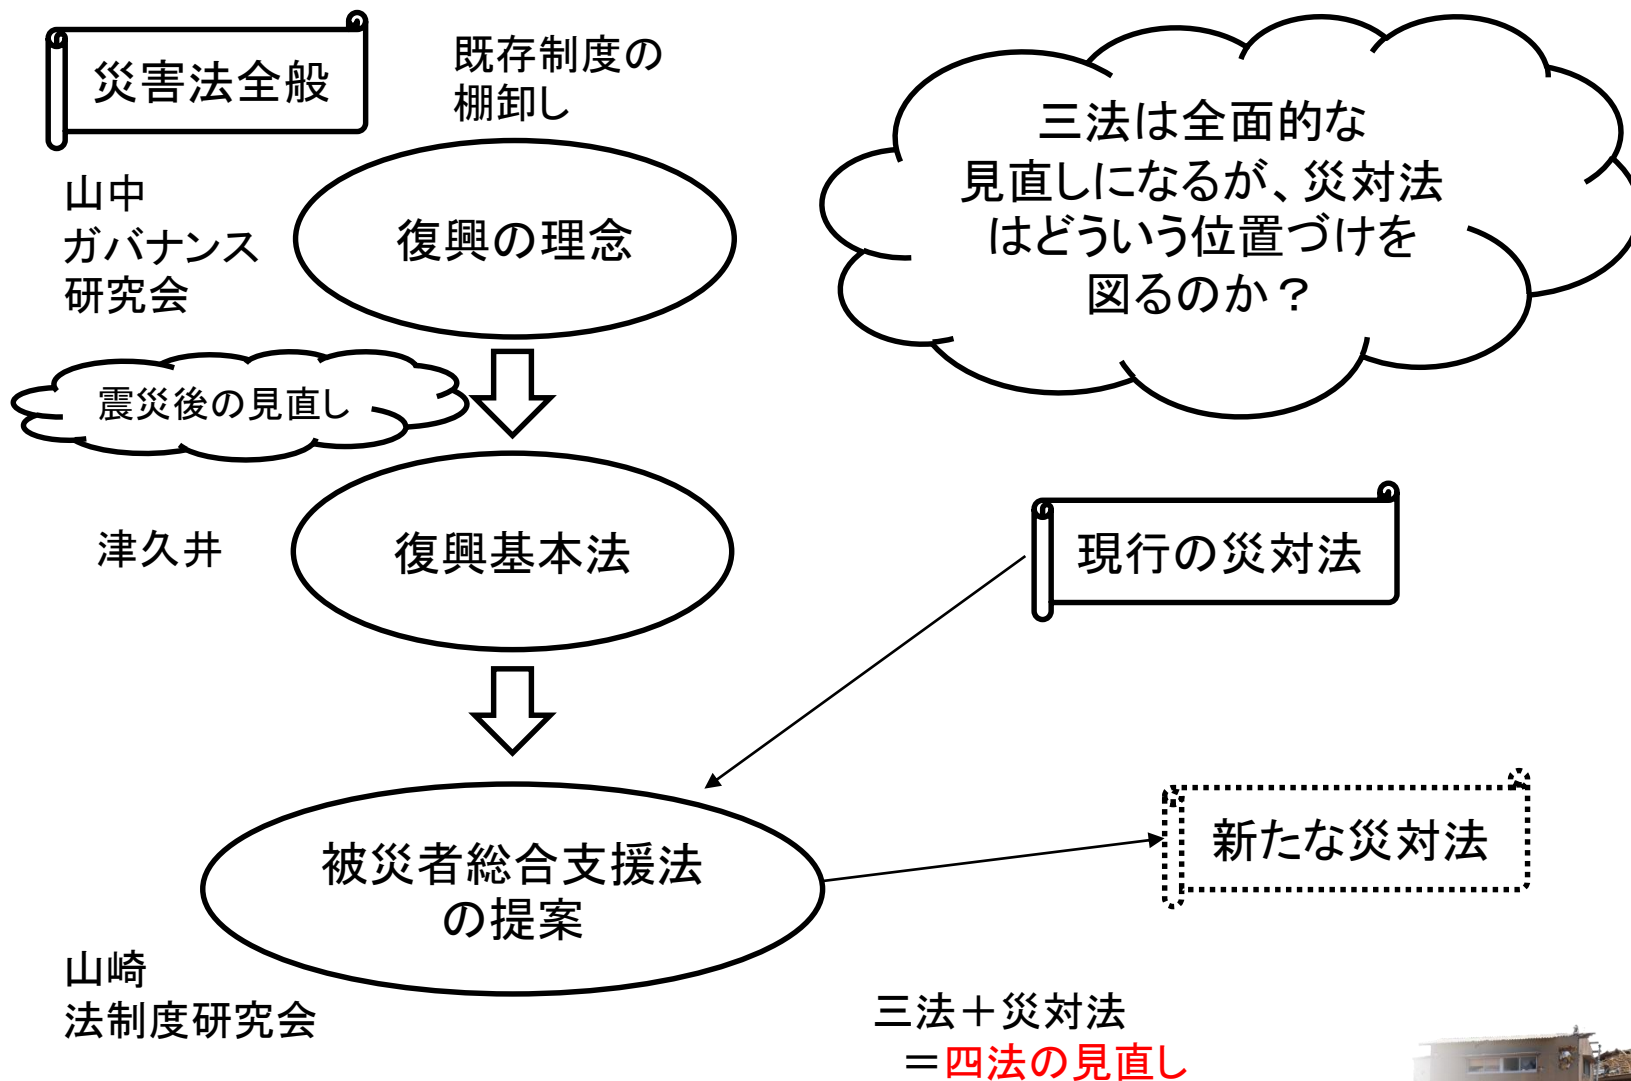 災害法全般
既存制度の
棚卸し
三法は全面的な
見直しになるが、災対法
はどういう位置づけを
図るのか？
山中
ガバナンス
研究会
復興の理念
震災後の見直し
津久井
復興基本法
現行の災対法
新たな災対法
被災者総合支援法
の提案
山崎
法制度研究会
三法＋災対法
＝四法の見直し